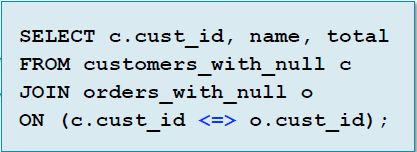 SELECT c.cust_id, name, total
FROM customers_with_null c
JOIN orders_with_null o
ON (c.cust_id <=> o.cust_id);